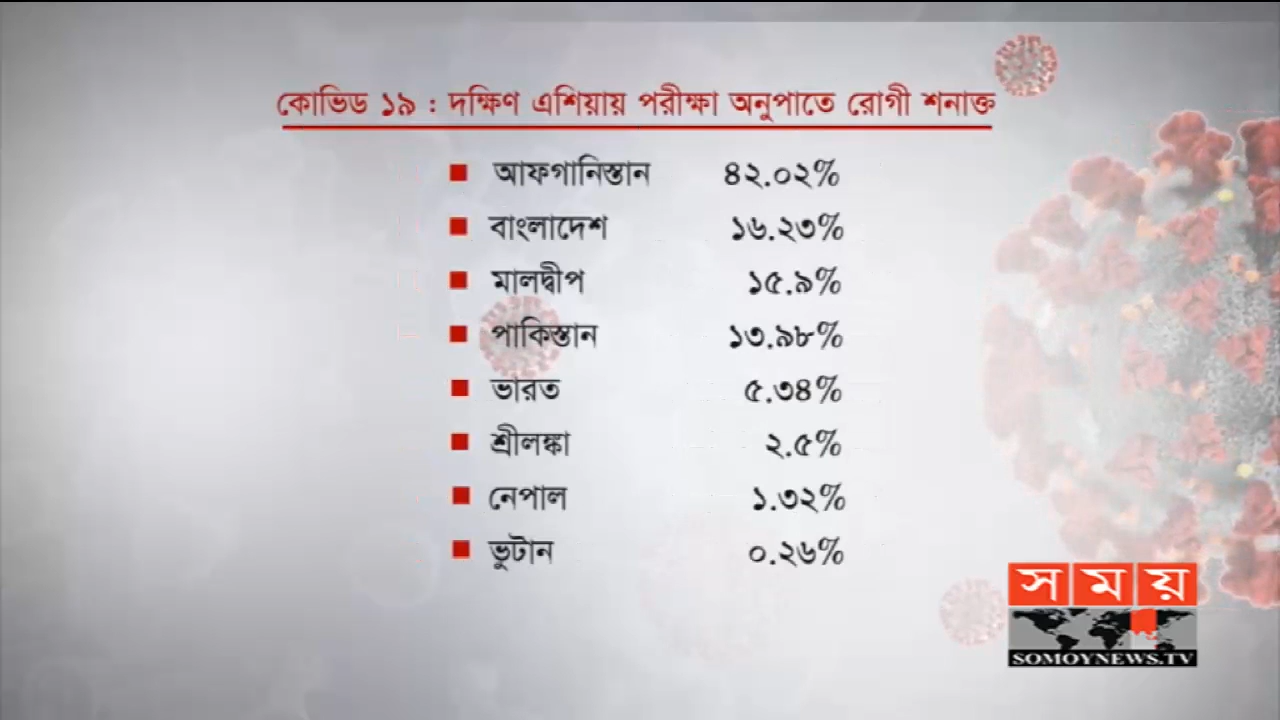 কোভিড ১৯ : দক্ষিণ এশিয়ায় পরীক্ষা অনুপাতে রোগী শনাক্ত
আফগানিস্তান ৪২.০২%
বাংলাদেশ ১৬.২৩%
মালদ্বীপ ১৫.৯%
পাকিস্তান ১৩.৯৮%
ভারত ৫.৩৪%
শ্রীলঙ্কা ২.৫%
নেপাল ১.৩২%
ভুটান ০.২৬%
সময়
SOMOYNEWS.TV